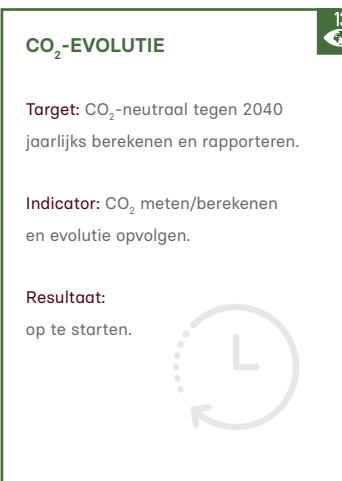 13
CO₂-EVOLUTIE
Target: CO₂-neutraal tegen 2040
jaarlijks berekenen en rapporteren.
Indicator: CO₂ meten/berekenen
en evolutie opvolgen.
Resultaat:
op te starten.